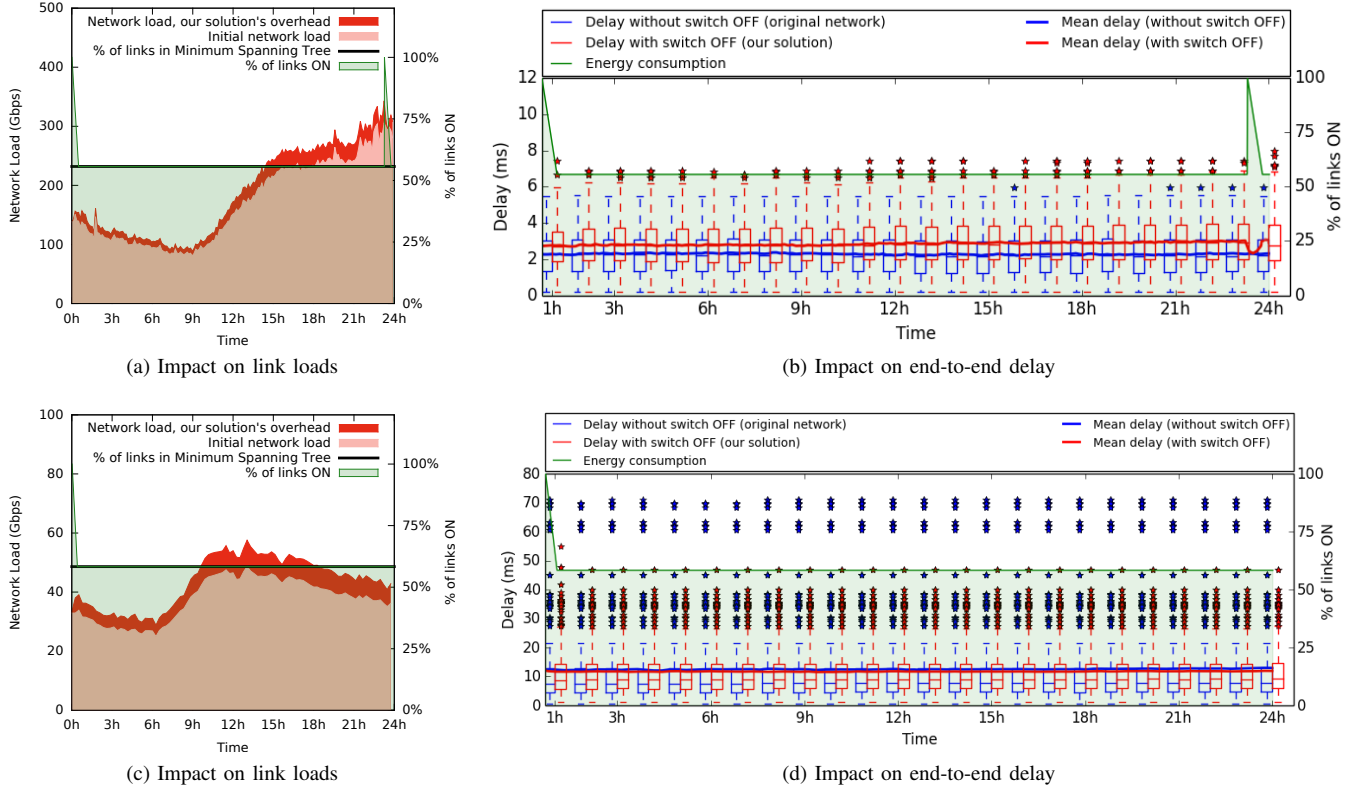 Network load, our solution's overhead
Initial network load
% of links in Minimum Spanning Tree
% of links ON
500
400
300
200
100
0
Network Load (Gbps)
100%
75%
50%
25%
0%
% of links ON
0h 3h 6h 9h 12h 15h 18h 21h 24h
Time
(a) Impact on link loads
Delay without switch OFF (original network)
Delay with switch OFF (our solution)
Energy consumption
Mean delay (without switch OFF)
Mean delay (with switch OFF)
12
10
8
6
4
2
0
Delay (ms)
100
75
50
25
0
% of links ON
1h 3h 6h 9h 12h 15h 18h 21h 24h
Time
(b) Impact on end-to-end delay
Network load, our solution's overhead
Initial network load
% of links in Minimum Spanning Tree
% of links ON
100
80
60
40
20
0
Network Load (Gbps)
100%
75%
50%
25%
0%
% of links ON
0h 3h 6h 9h 12h 15h 18h 21h 24h
Time
(c) Impact on link loads
Delay without switch OFF (original network)
Delay with switch OFF (our solution)
Energy consumption
Mean delay (without switch OFF)
Mean delay (with switch OFF)
80
70
60
50
40
30
20
10
0
Delay (ms)
100
75
50
25
0
% of links ON
1h 3h 6h 9h 12h 15h 18h 21h 24h
Time
(d) Impact on end-to-end delay